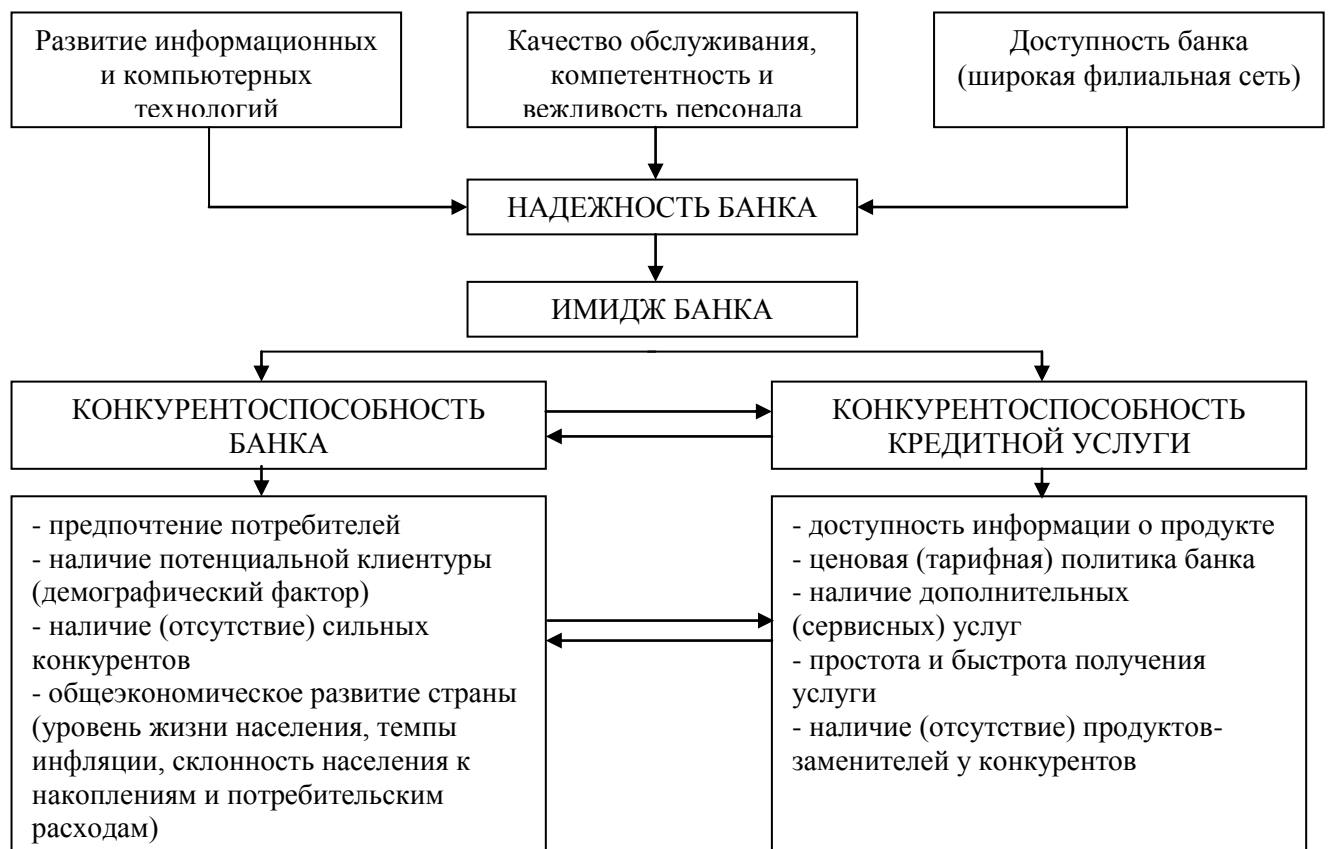 Развитие информационных
и компьютерных
технологий
Качество обслуживания,
компетентность и
вежливость персонала
Доступность банка
(широкая филиальная сеть)
НАДЕЖНОСТЬ БАНКА
ИМИДЖ БАНКА
КОНКУРЕНТОСПОСОБНОСТЬ
БАНКА
КОНКУРЕНТОСПОСОБНОСТЬ
КРЕДИТНОЙ УСЛУГИ
- предпочтение потребителей
- наличие потенциальной клиентуры
(демографический фактор)
- наличие (отсутствие) сильных
конкурентов
- общеэкономическое развитие страны
(уровень жизни населения, темпы
инфляции, склонность населения к
накоплениям и потребительским
расходам)
- доступность информации о продукте
- ценовая (тарифная) политика банка
- наличие дополнительных
(сервисных) услуг
- простота и быстрота получения
услуги
- наличие (отсутствие) продуктов-
заменителей у конкурентов